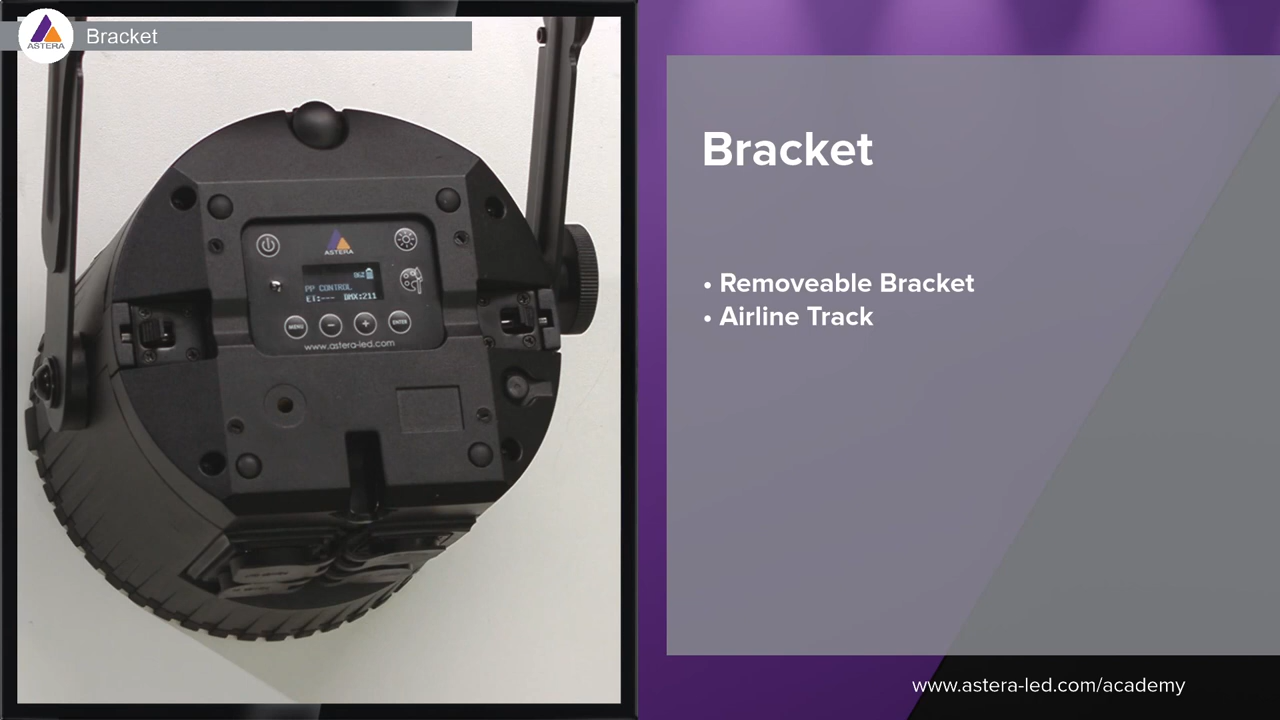 ASTERA
Bracket
Bracket
• Removeable Bracket
• Airline Track
ASTERA
PP CONTROL
ET:--- DMX:211
MENU
ENTER
www.astera-led.com
www.astera-led.com/academy